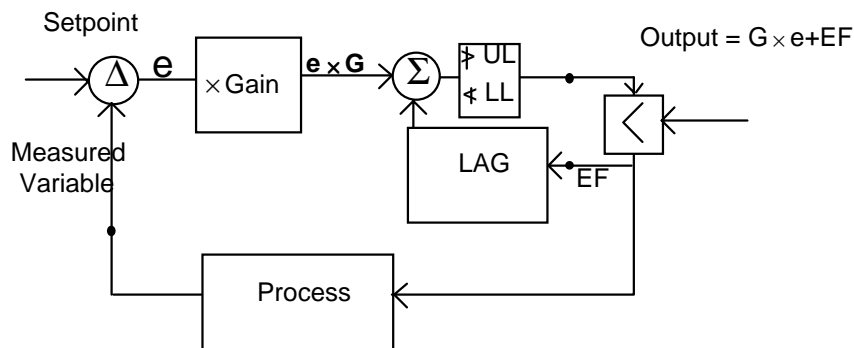 Setpoint
Output = G × e+EF
Δ
e
× Gain
e × G
Σ
≯ UL
≮ LL
<
Measured
Variable
LAG
EF
Process